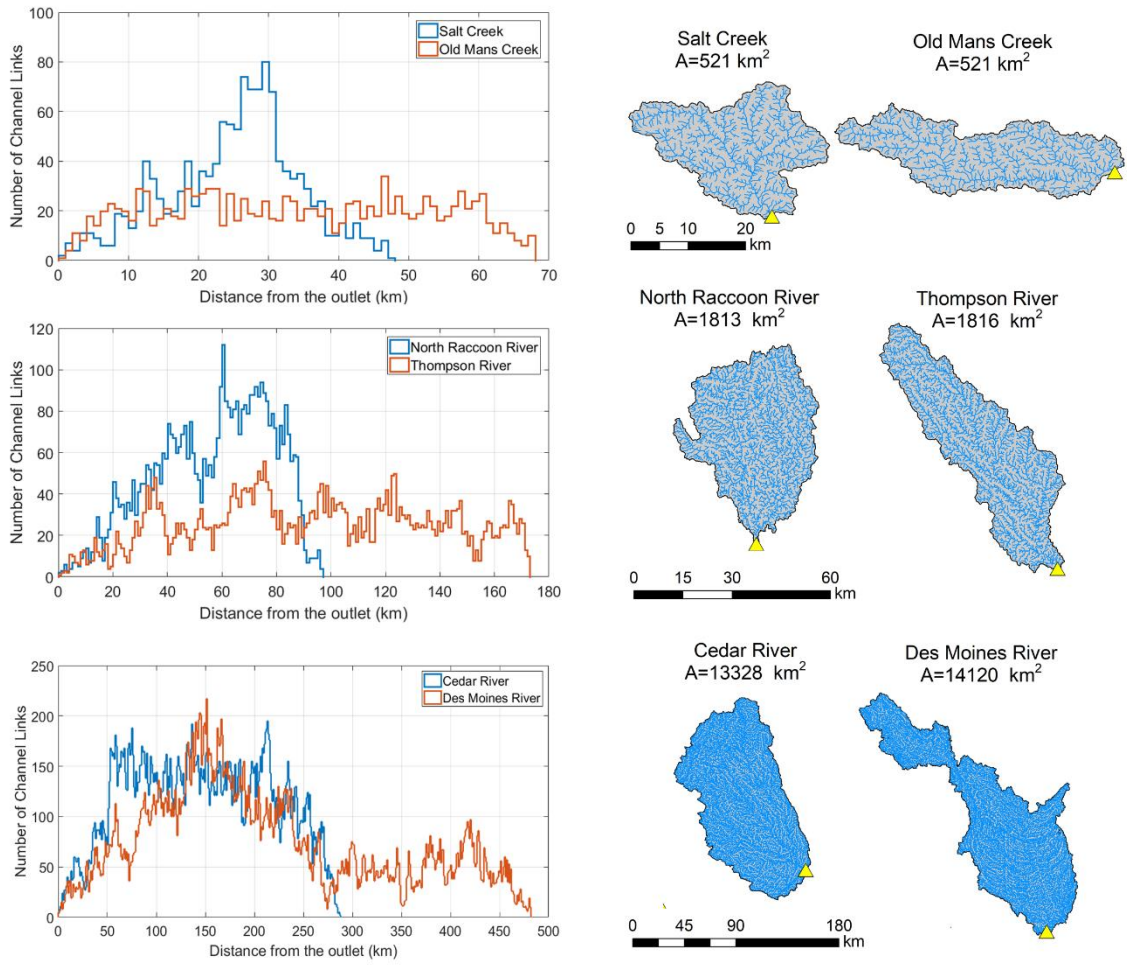 100
80
60
40
20
0
Number of Channel Links
Salt Creek
Old Mans Creek
0 10 20 30 40 50 60 70
Distance from the outlet (km)
Salt Creek
A=521 km²
Old Mans Creek
A=521 km²
0 5 10 20
km
120
100
80
60
40
20
0
Number of Channel Links
North Raccoon River
Thompson River
0 20 40 60 80 100 120 140 160 180
Distance from the outlet (km)
North Raccoon River
A=1813 km²
Thompson River
A=1816 km²
0 15 30 60
km
250
200
150
100
50
0
Number of Channel Links
Cedar River
Des Moines River
0 50 100 150 200 250 300 350 400 450 500
Distance from the outlet (km)
Cedar River
A=13328 km²
Des Moines River
A=14120 km²
0 45 90 180
km